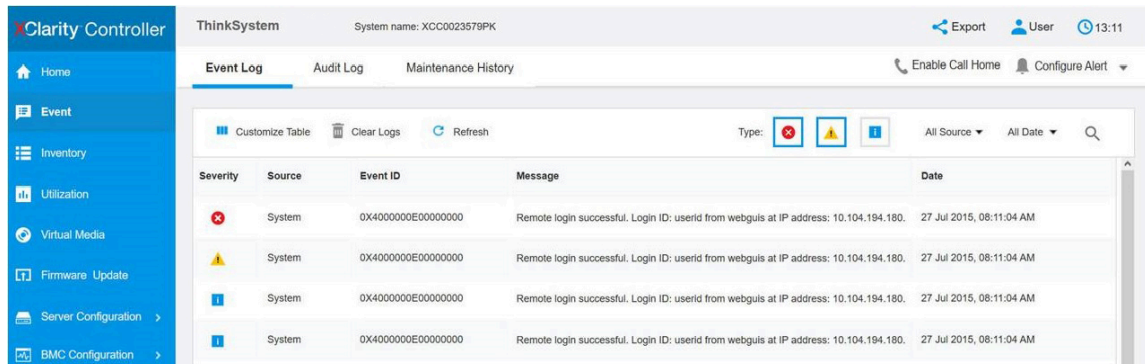 XClarity Controller
ThinkSystem System name: XCC0023579PK Export User 13:11
Home
Event Log Audit Log Maintenance History Enable Call Home Configure Alert
Event
Customize Table Clear Logs Refresh Type: All Source All Date
Inventory
Severity Source Event ID Message Date
Utilization
System 0X4000000E00000000 Remote login successful. Login ID: userid from webguis at IP address: 10.104.194.180. 27 Jul 2015, 08:11:04 AM
Virtual Media
System 0X4000000E00000000 Remote login successful. Login ID: userid from webguis at IP address: 10.104.194.180. 27 Jul 2015, 08:11:04 AM
Firmware Update
System 0X4000000E00000000 Remote login successful. Login ID: userid from webguis at IP address: 10.104.194.180. 27 Jul 2015, 08:11:04 AM
Server Configuration >
System 0X4000000E00000000 Remote login successful. Login ID: userid from webguis at IP address: 10.104.194.180. 27 Jul 2015, 08:11:04 AM
BMC Configuration >